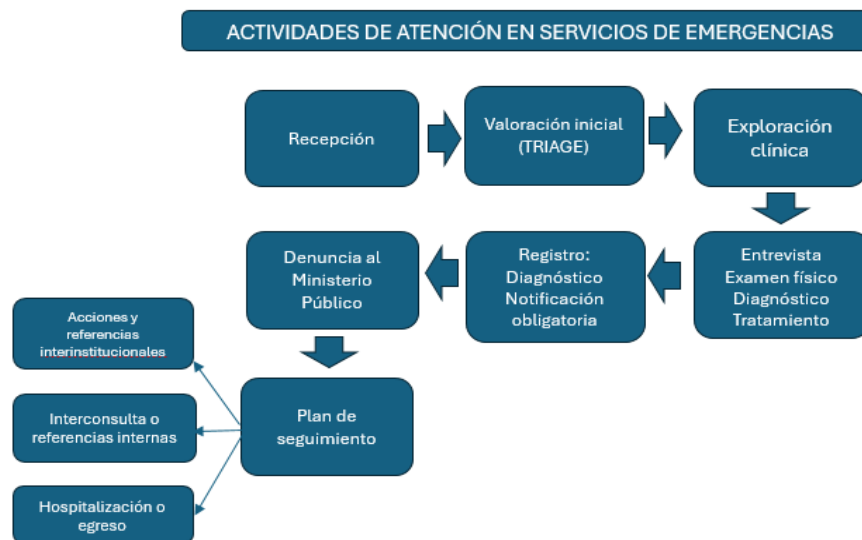 ACTIVIDADES DE ATENCIÓN EN SERVICIOS DE EMERGENCIAS
Recepción
Valoración inicial
(TRIAGE)
Exploración
clínica
Entrevista
Examen físico
Diagnóstico
Tratamiento
Registro:
Diagnóstico
Notificación
obligatoria
Denuncia al
Ministerio
Público
Plan de
seguimiento
Acciones y
referencias
interinstitucionales
Interconsulta o
referencias internas
Hospitalización o
egreso